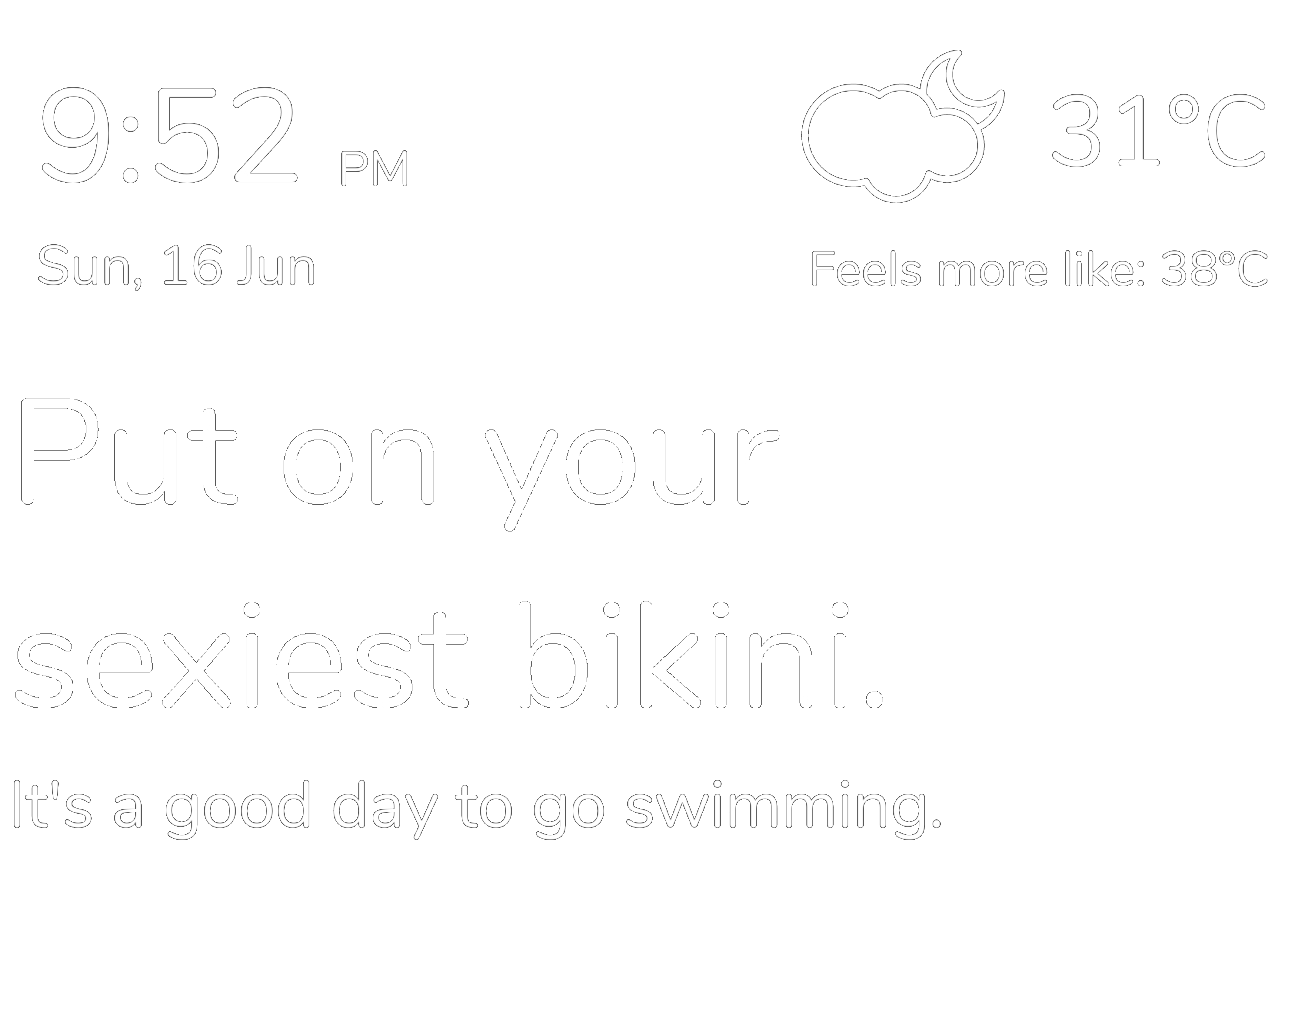 9:52 PM
31°C
Sun, 16 Jun
Feels more like: 38°C
Put on your
sexiest bikini.
It's a good day to go swimming.